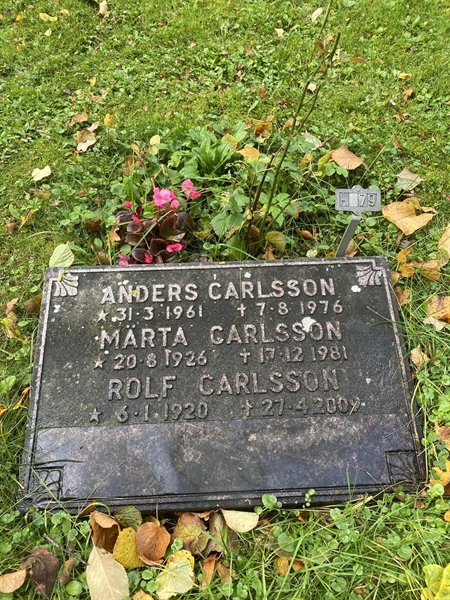 ANDERS CARLSSON
★31·3 1961 ✝7·8 1976
MÄRTA CARLSSON
★20·8 1926 ✝17·12 1981
ROLF CARLSSON
★6·1 1920 ✝27·4
79